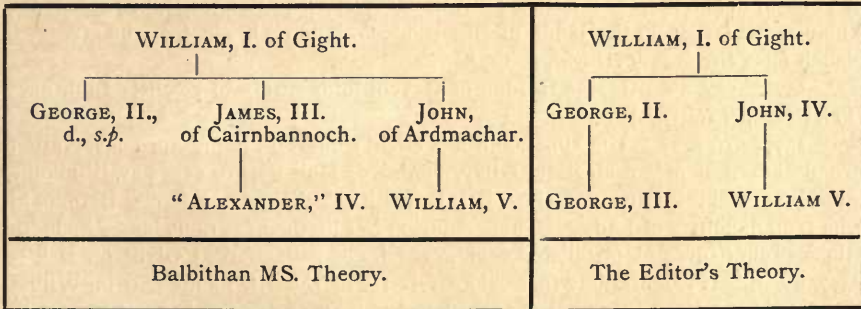 WILLIAM, I. of Gight.
GEORGE, II., JAMES, III. JOHN,
d., s.p. of Cairnbannoch. of Ardmachar.
"ALEXANDER," IV. WILLIAM, V.
Balbithan MS. Theory.
WILLIAM, I. of Gight.
GEORGE, II. JOHN, IV.
GEORGE, III. WILLIAM V.
The Editor's Theory.